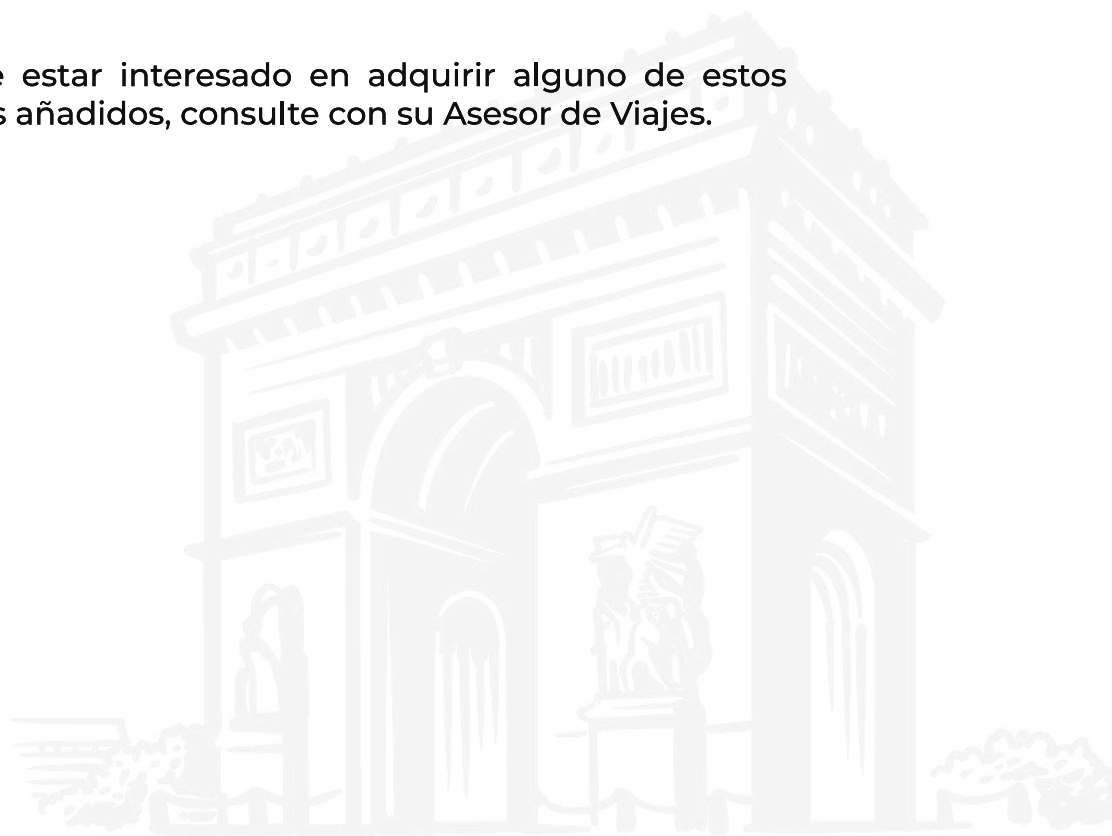 e estar interesado en adquirir alguno de estos
s añadidos, consulte con su Asesor de Viajes.